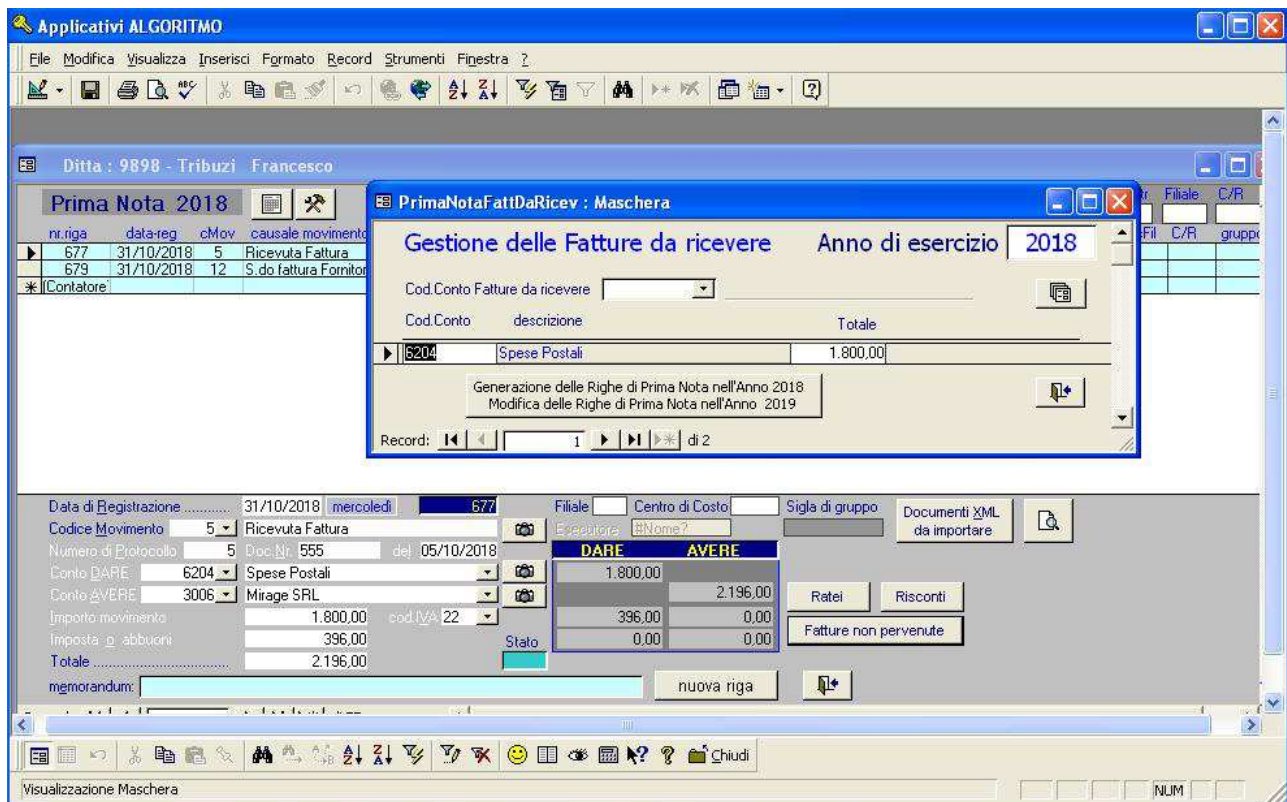 Applicativi ALGORITMO
File Modifica Visualizza Inserisci Formato Record Strumenti Finestra ?
Ditta : 9898 - Tribuzi Francesco
Prima Nota 2018
Filiale C/R
nr.riga data-reg cMov causale movimento
C/R gruppo
677 31/10/2018 5 Ricevuta Fattura
679 31/10/2018 12 S.do fattura Fornitor
(Contatore
PrimaNotaFattDaRicev : Maschera
Gestione delle Fatture da ricevere Anno di esercizio 2018
Cod.Conto Fatture da ricevere
Cod.Conto descrizione Totale
6204 Spese Postali 1.800,00
Generazione delle Righe di Prima Nota nell'Anno 2018
Modifica delle Righe di Prima Nota nell'Anno 2019
Record: 1 di 2
Data di Registrazione ............ 31/10/2018 mercoledì 677 Filiale Centro di Costo Sigla di gruppo
Codice Movimento 5 Ricevuta Fattura Esecutore #Nome? Documenti XML da importare
Numero di Protocollo 5 Doc.Nr. 555 del 05/10/2018 DARE AVERE
Conto DARE 6204 Spese Postali 1.800,00
Conto AVERE 3006 Mirage SRL 2.196,00 Ratei Risconti
Importo movimento 1.800,00 cod.IVA 22 396,00 0,00
Imposta o abbuoni 396,00 Stato 0,00 0,00 Fatture non pervenute
Totale .................................. 2.196,00
memorandum: nuova riga
Chiudi
Visualizzazione Maschera NUM